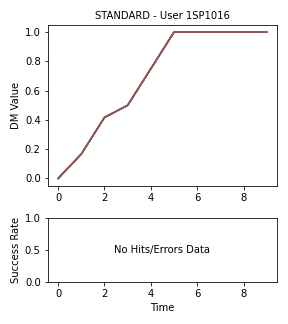 STANDARD - User 1SP1016
1.0
0.8
0.6
0.4
0.2
0.0
DM Value
0 2 4 6 8
1.0
0.5
0.0
Success Rate
No Hits/Errors Data
0 2 4 6 8
Time